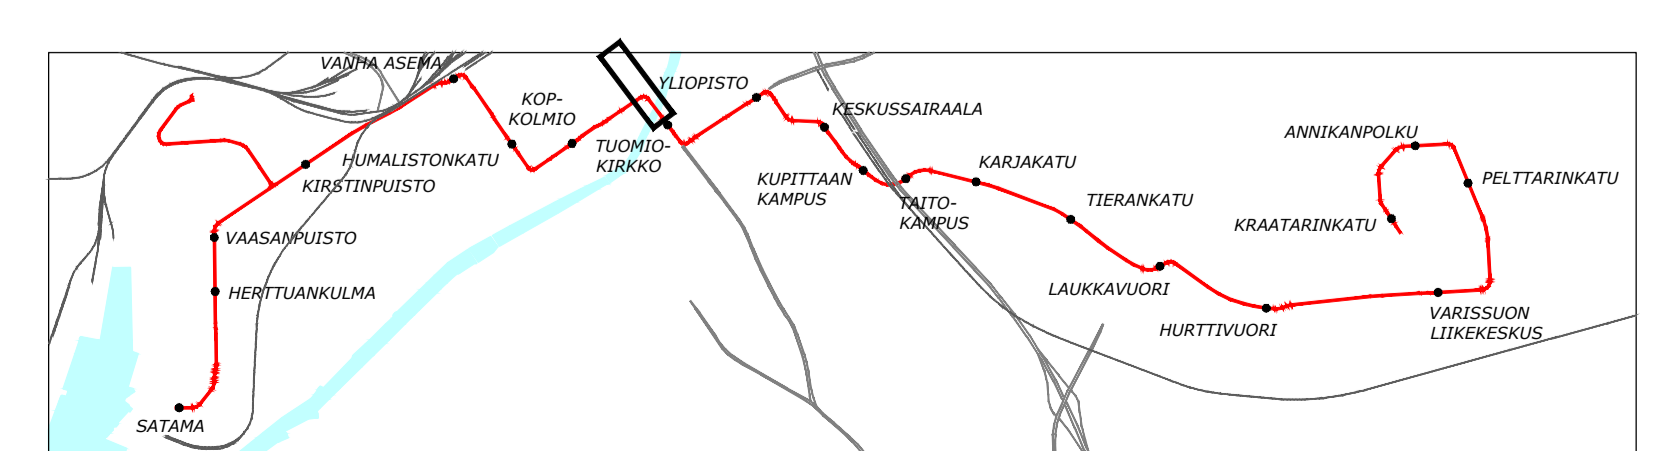 VANHA ASEMA
KOP-
KOLMIO
YLIOPISTO
KESKUSSAIRAALA
TUOMIO-
KIRKKO
HUMALISTONKATU
KIRSTINPUISTO
KUPITTAAN
KAMPUS
TAITO-
KAMPUS
KARJAKATU
TIERANKATU
ANNIKANPOLKU
PELTTARINKATU
KRAATARINKATU
VAASANPUISTO
HERTTUANKULMA
LAUKKAVUORI
HURTTIVUORI
VARISSUON
LIIKEKESKUS
SATAMA